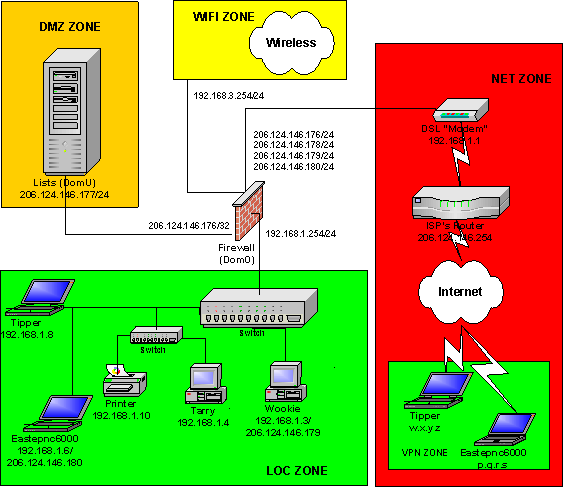 DMZ ZONE
Lists (DomU)
206.124.146.177/24
WIFI ZONE
Wireless
192.168.3.254/24
206.124.146.176/24
206.124.146.178/24
206.124.146.179/24
206.124.146.180/24
206.124.146.176/32
192.168.1.254/24
Firewall
(Dom0)
NET ZONE
DSL "Modem"
192.168.1.1
ISP's Router
206.124.146.254
Internet
Tipper
w.x.y.z
VPN ZONE
Eastepnc6000
p.q.r.s
Tipper
192.168.1.8
Switch
Switch
Printer
192.168.1.10
Tarry
192.168.1.4
Wookie
192.168.1.3/
206.124.146.179
Eastepnc6000
192.168.1.6/
206.124.146.180
LOC ZONE